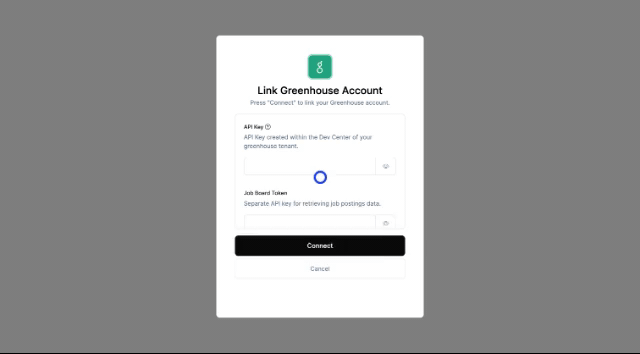 Link Greenhouse Account
Press "Connect" to link your Greenhouse account.
API Key
API Key created within the Dev Center of your
greenhouse tenant.
Job Board Token
Separate API key for retrieving job postings data.
Connect
Cancel